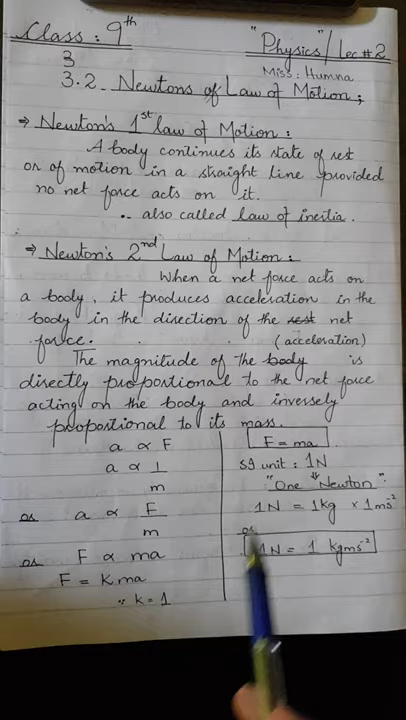 Class: 9th
"Physics"/Lec # 2
3
Miss: Humna
3.2. Newtons of Law of Motion;
⇒ Newton's 1st law of Motion:
A body continues its state of rest
or of motion in a straight line provided
no net force acts on it.
∴ also called law of inertia.
⇒ Newton's 2nd Law of Motion:
When a net force acts on
a body, it produces acceleration in the
body in the direction of the rest net
force.
(acceleration)
The magnitude of the body is
directly proportional to the net force
acting on the body and inversely
proportional to its mass.
a ∝ F
a ∝ 1/m
or a ∝ F/m
or F ∝ ma
F = Kma
∵ k = 1
F = ma
SI unit: 1N
"One Newton"
1N = 1kg × 1ms⁻²
or
1N = 1 kgms⁻²